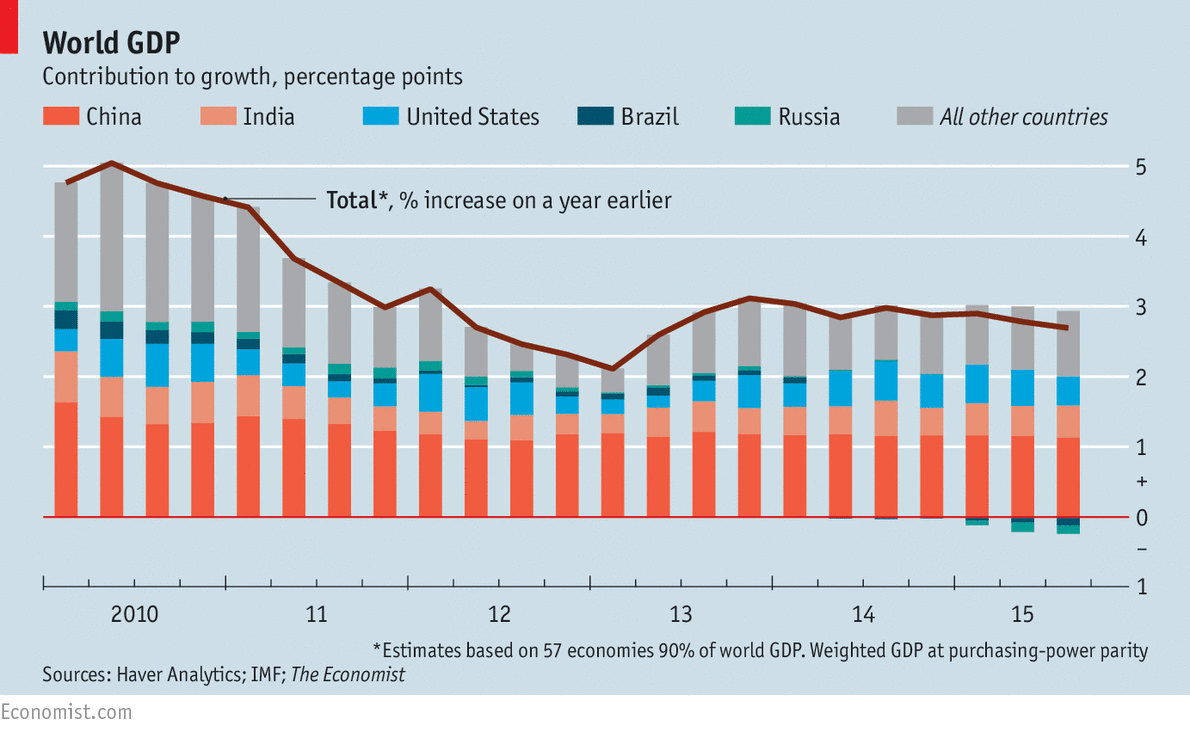 World GDP
Contribution to growth, percentage points
China India United States Brazil Russia All other countries
5
Total*, % increase on a year earlier
4
3
2
1
+
0
–
1
2010 11 12 13 14 15
*Estimates based on 57 economies 90% of world GDP. Weighted GDP at purchasing-power parity
Sources: Haver Analytics; IMF; The Economist
Economist.com